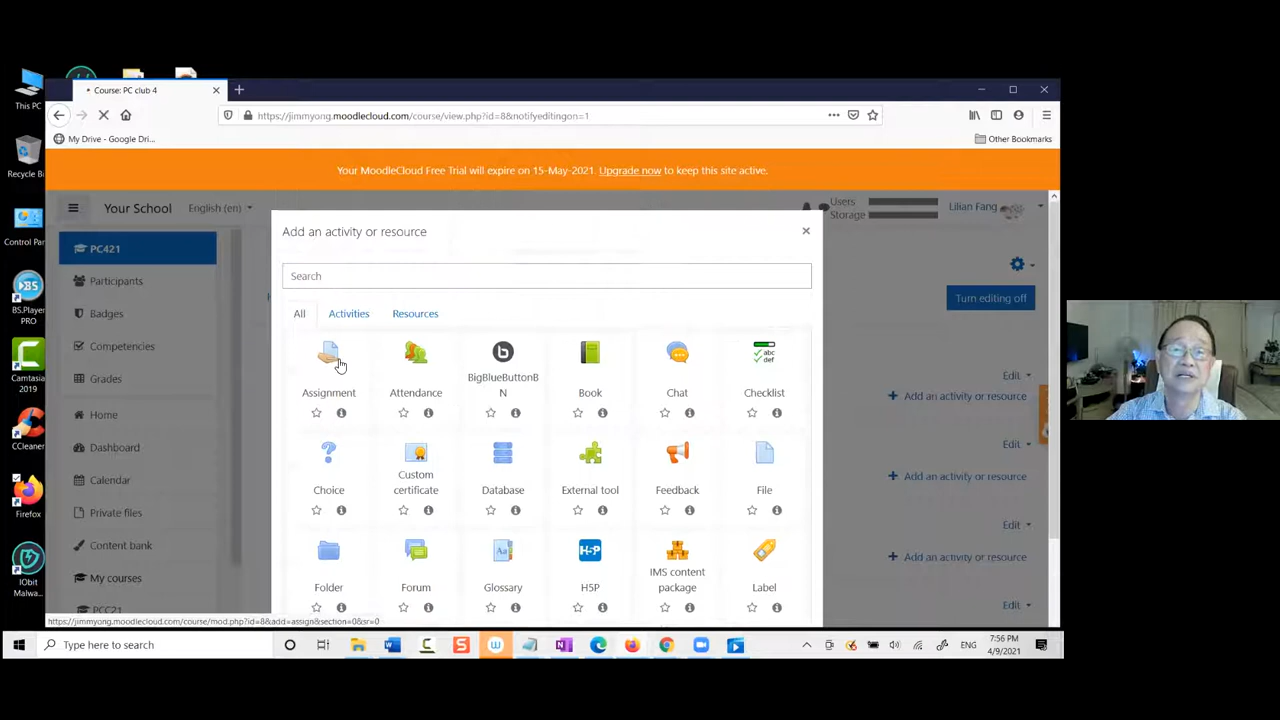 This PC
Recycle Bi
Control Pan
BS.Player
PRO
Camtasia
2019
CCleaner
Firefox
IObit
Malwa...
Course: PC club 4
https://jimmyong.moodlecloud.com/course/view.php?id=8&notifyeditingon=1
My Drive - Google Dri...
Other Bookmarks
Your MoodleCloud Free Trial will expire on 15-May-2021. Upgrade now to keep this site active.
Your School
English (en)
Users
Storage
Lilian Fang
PC421
Participants
Badges
Competencies
Grades
Home
Dashboard
Calendar
Private files
Content bank
My courses
PCC21
Add an activity or resource
Search
All
Activities
Resources
Assignment
Attendance
BigBlueButtonB
N
Book
Chat
Checklist
Choice
Custom
certificate
Database
External tool
Feedback
File
Folder
Forum
Glossary
H5P
IMS content
package
Label
Turn editing off
Edit
Add an activity or resource
Edit
Add an activity or resource
Edit
Add an activity or resource
Edit
https://jimmyong.moodlecloud.com/course/mod.php?id=8&add=assign&section=0&sr=0
Type here to search
ENG
7:56 PM
4/9/2021